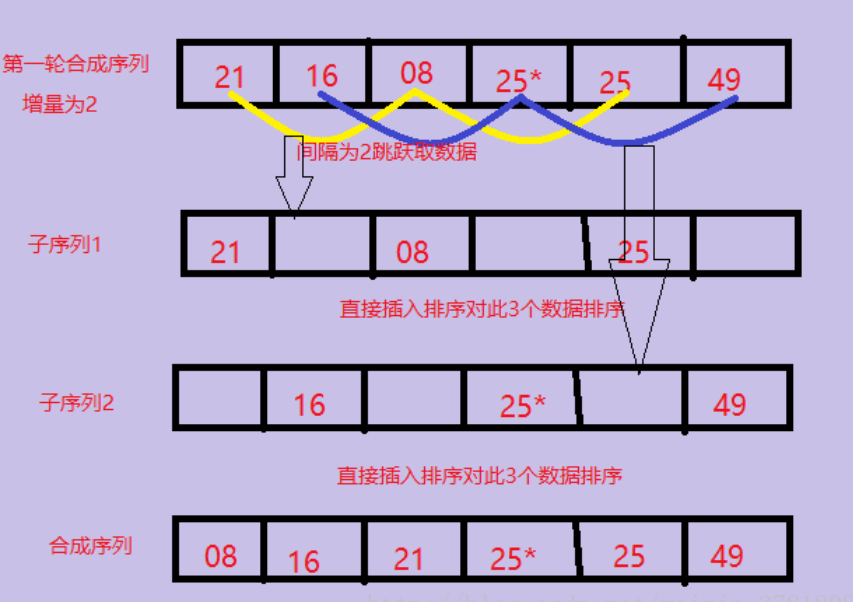 第一轮合成序列
增量为2
21 16 08 25* 25 49
间隔为2跳跃取数据
子序列1
21 08 25
直接插入排序对此3个数据排序
子序列2
16 25* 49
直接插入排序对此3个数据排序
合成序列
08 16 21 25* 25 49